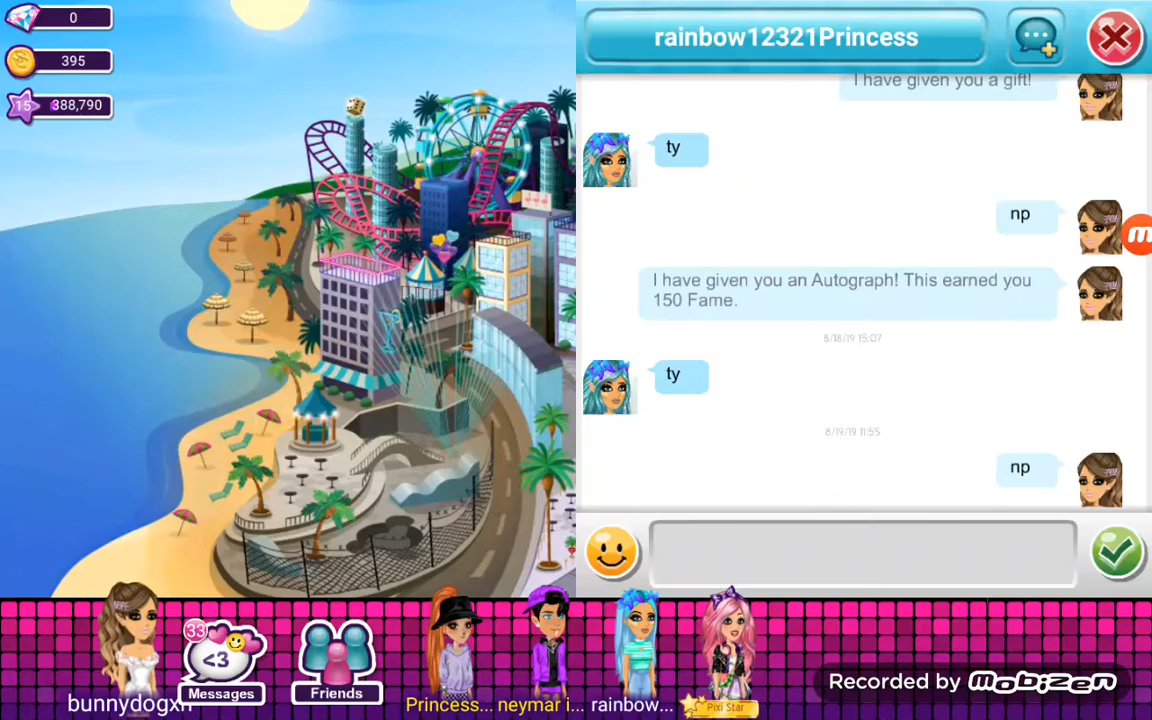 0
395
15 388,790
rainbow12321Princess
I have given you a gift!
ty
np
I have given you an Autograph! This earned you
150 Fame.
8/18/19 15:07
ty
8/19/19 11:55
np
33
<3
Messages
Friends
bunnydogxn
Princess...
neymar i...
rainbow...
Pixi Star
Recorded by mobizen